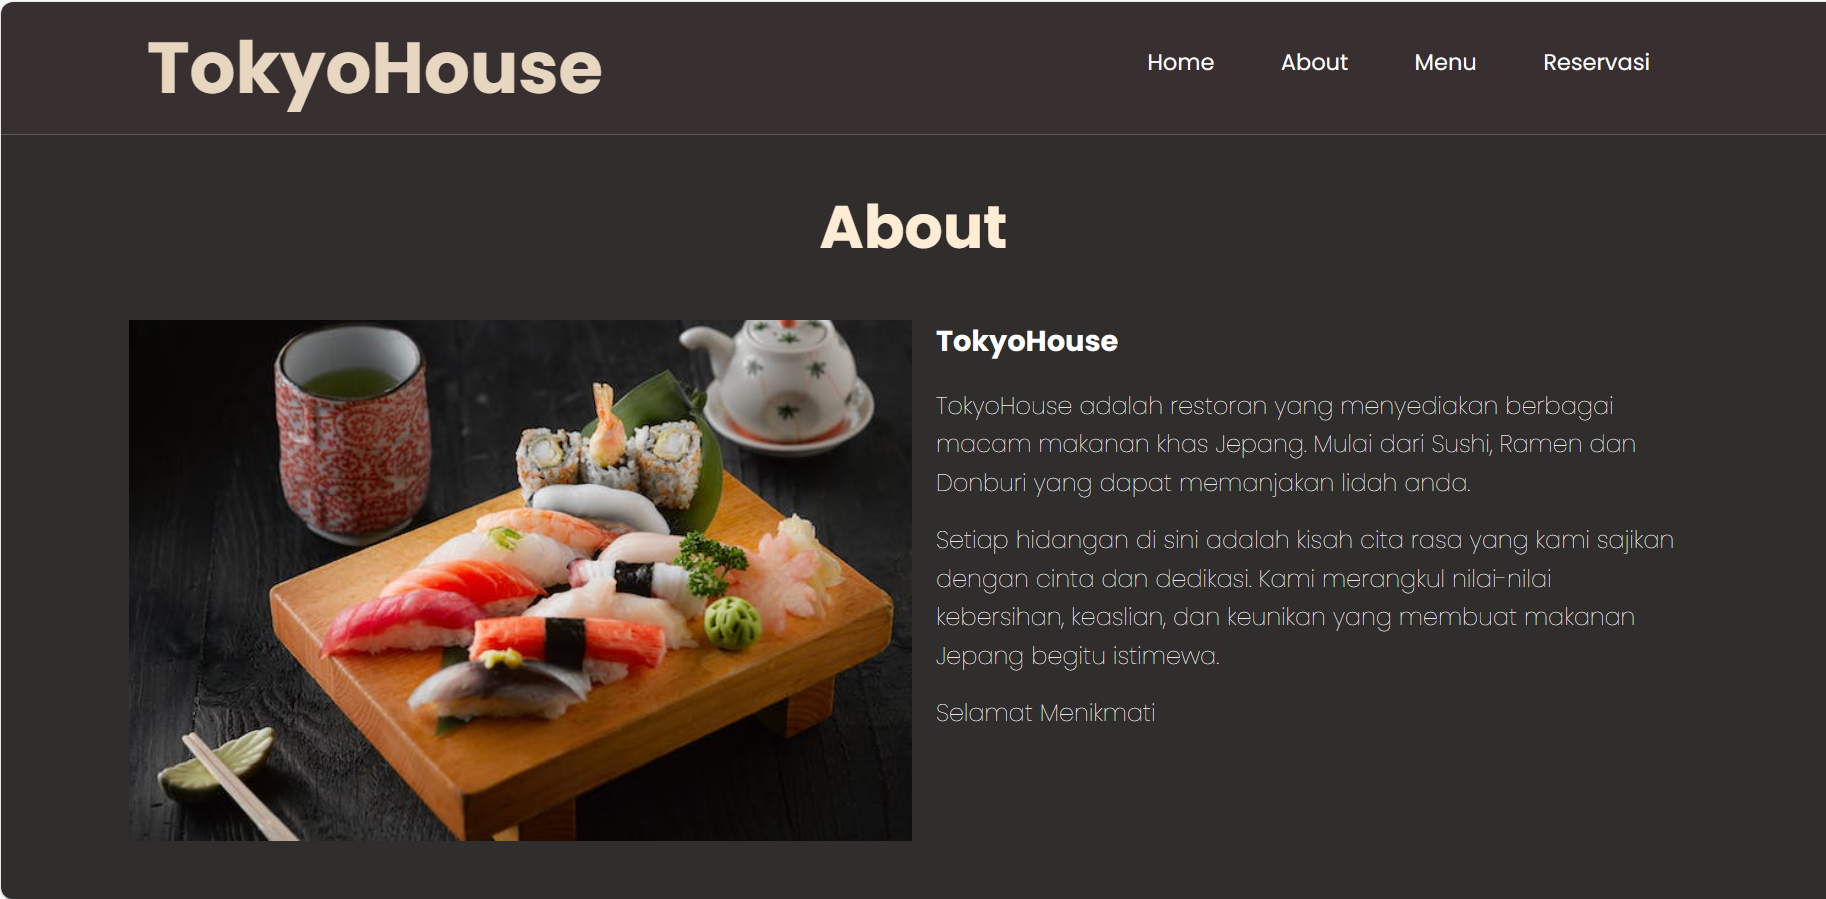 TokyoHouse
Home About Menu Reservasi
About
TokyoHouse
TokyoHouse adalah restoran yang menyediakan berbagai
macam makanan khas Jepang. Mulai dari Sushi, Ramen dan
Donburi yang dapat memanjakan lidah anda.
Setiap hidangan di sini adalah kisah cita rasa yang kami sajikan
dengan cinta dan dedikasi. Kami merangkul nilai-nilai
kebersihan, keaslian, dan keunikan yang membuat makanan
Jepang begitu istimewa.
Selamat Menikmati